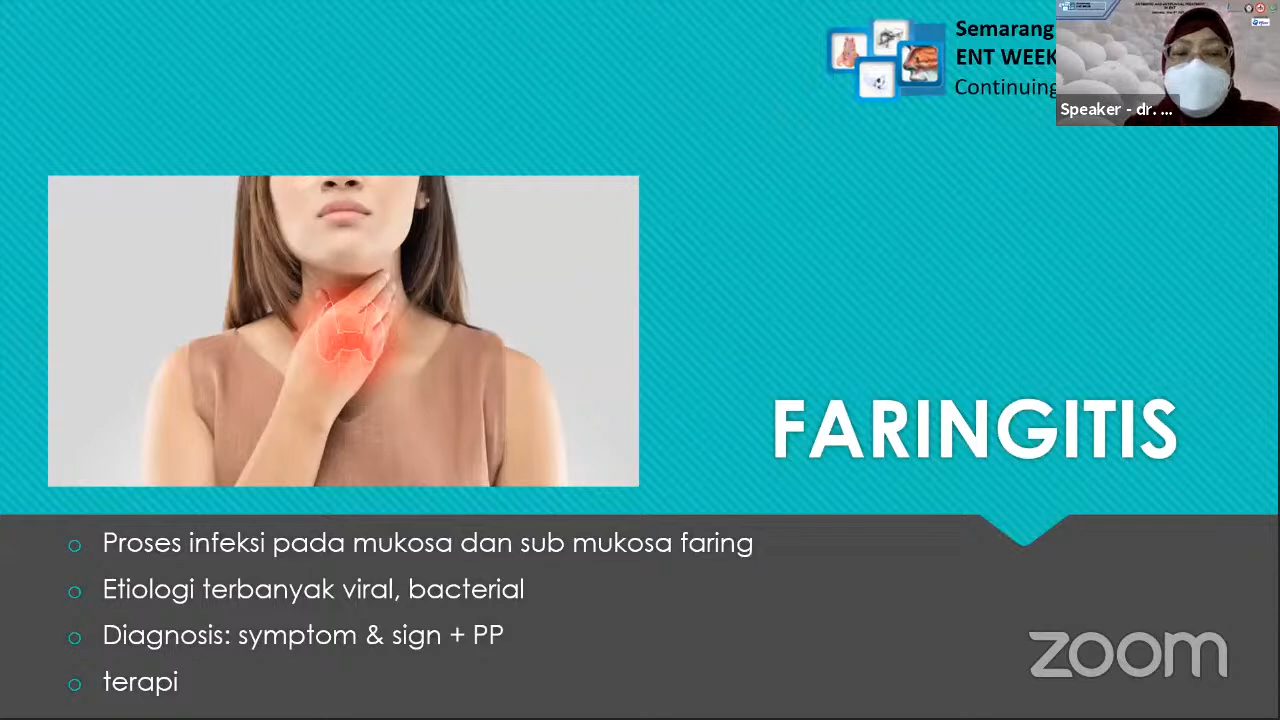 Semarang
ENT WEEK
Continuing
Speaker - dr. ...
FARINGITIS
Proses infeksi pada mukosa dan sub mukosa faring
Etiologi terbanyak viral, bacterial
Diagnosis: symptom & sign + PP
terapi
zoom